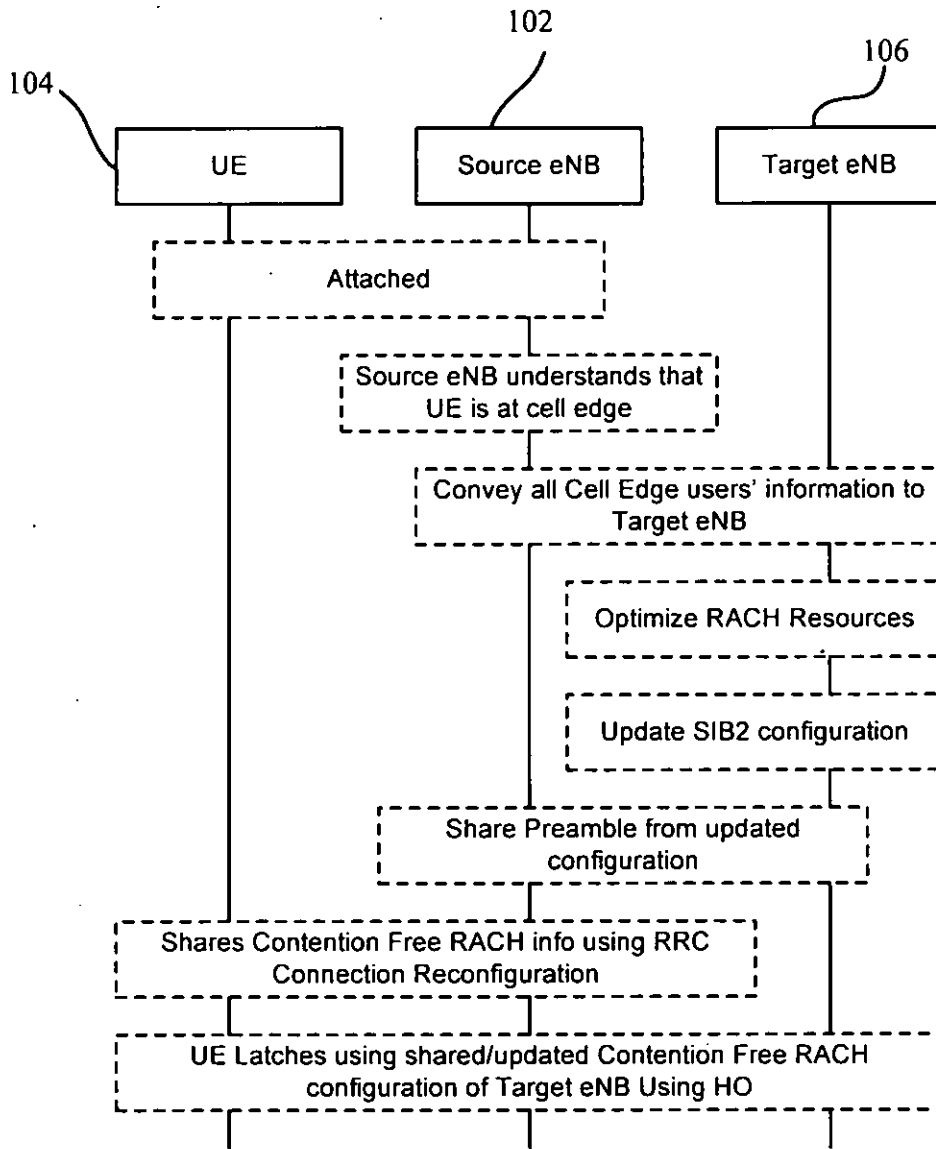 102
104
106
UE
Source eNB
Target eNB
Attached
Source eNB understands that
UE is at cell edge
Convey all Cell Edge users' information to
Target eNB
Optimize RACH Resources
Update SIB2 configuration
Share Preamble from updated
configuration
Shares Contention Free RACH info using RRC
Connection Reconfiguration
UE Latches using shared/updated Contention Free RACH
configuration of Target eNB Using HO